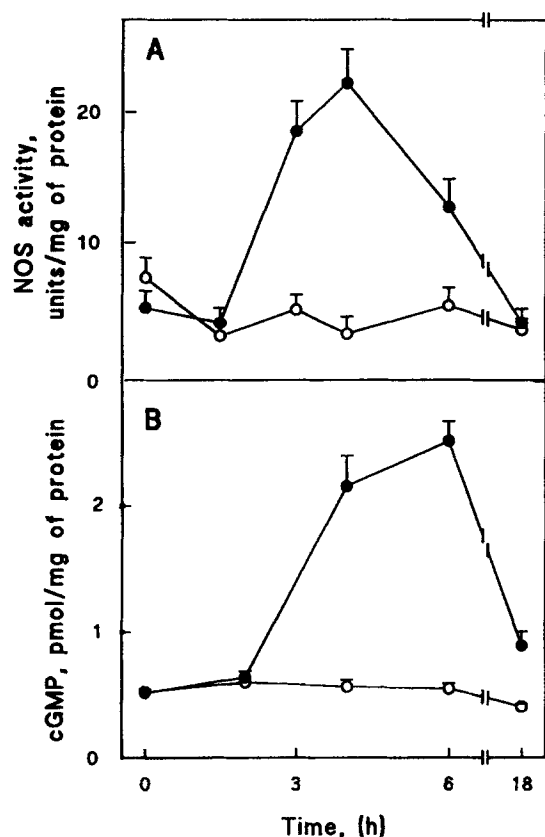 A
NOS activity,
units/mg of protein
20
10
0
B
cGMP, pmol/mg of protein
2
1
0
0 3 6 18
Time, (h)